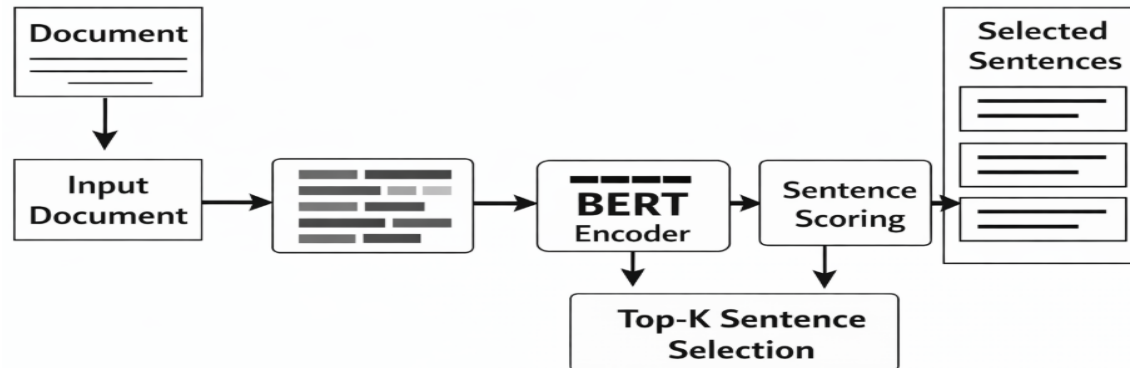 Document
Input
Document
BERT
Encoder
Sentence
Scoring
Selected
Sentences
Top-K Sentence
Selection